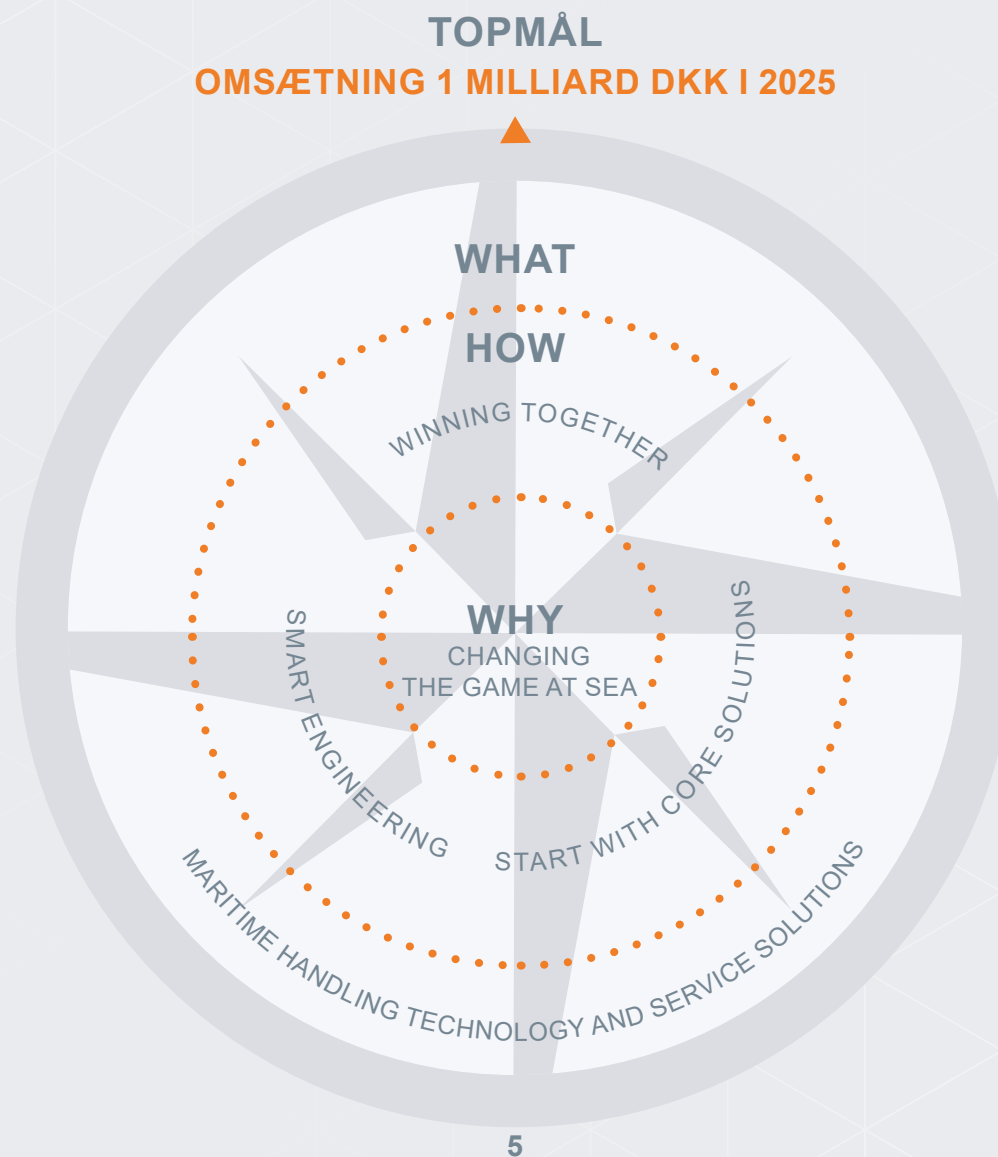 TOPMÅL
OMSÆTNING 1 MILLIARD DKK I 2025
WHAT
HOW
WINNING TOGETHER
WHY
CHANGING
THE GAME AT SEA
SMART ENGINEERING
START WITH CORE SOLUTIONS
MARITIME HANDLING TECHNOLOGY AND SERVICE SOLUTIONS
5